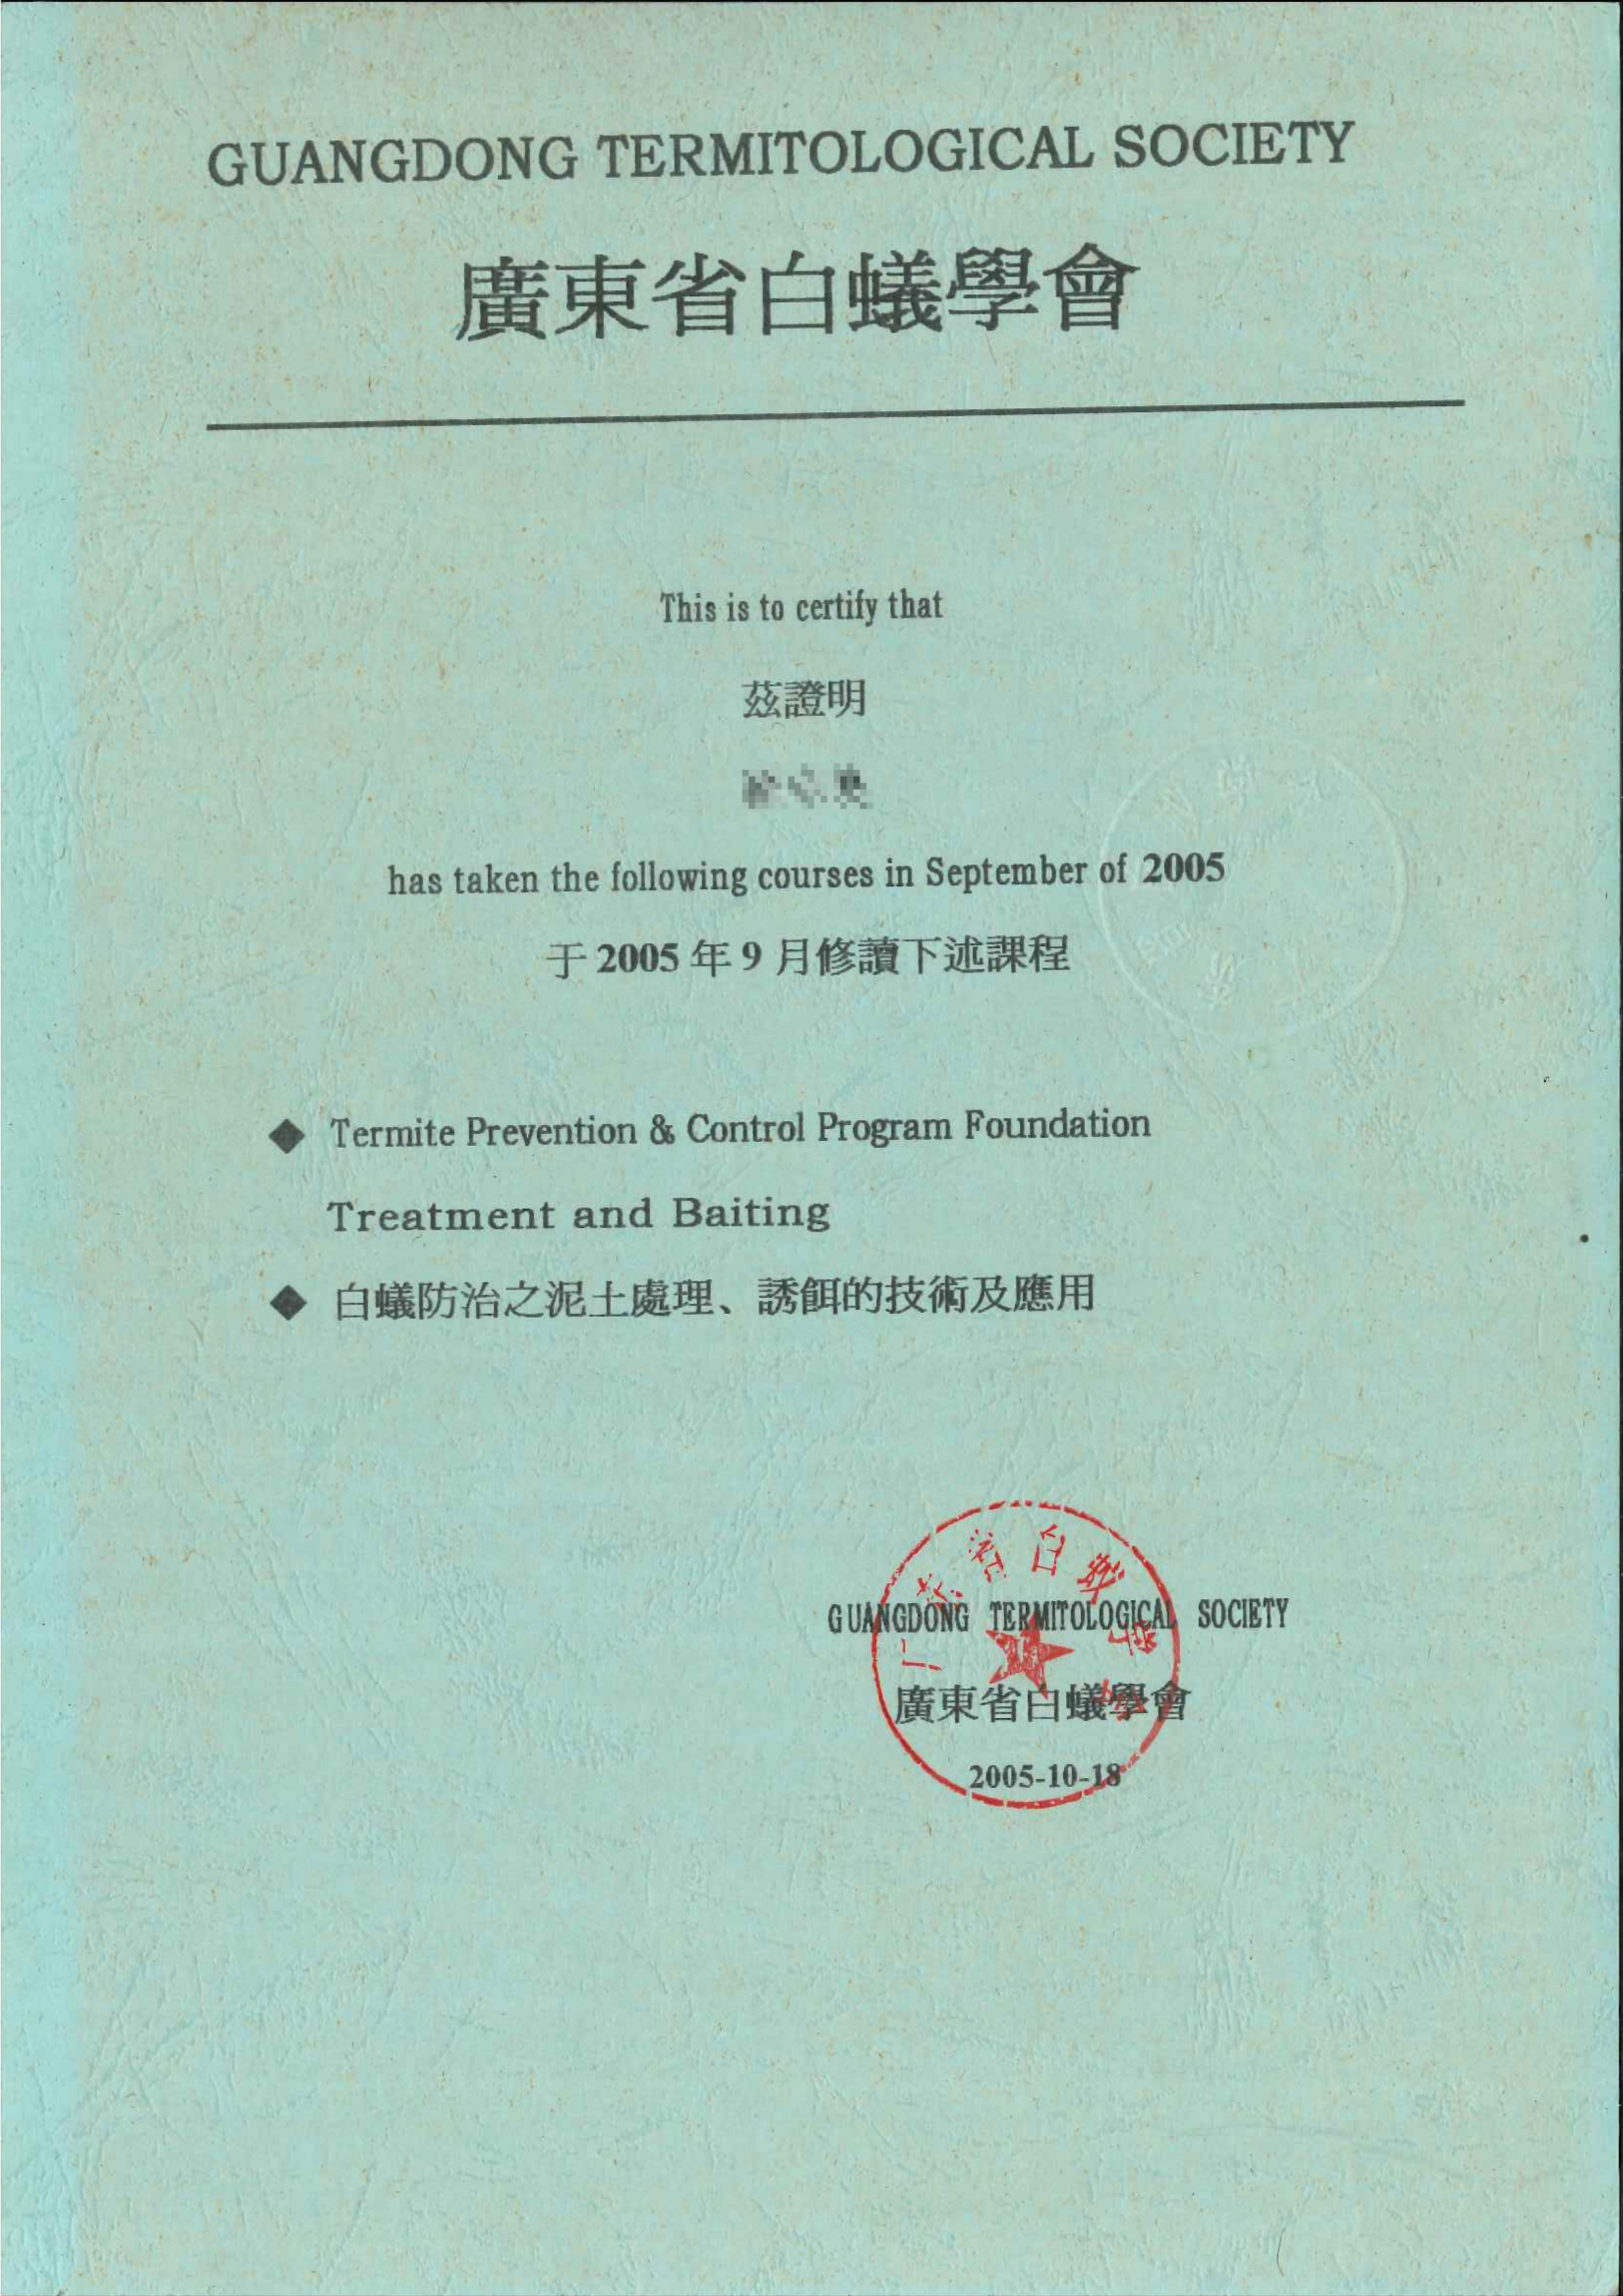 GUANGDONG TERMITOLOGICAL SOCIETY
廣東省白蟻學會
This is to certify that
茲證明
has taken the following courses in September of 2005
于 2005 年 9 月修讀下述課程
◆ Termite Prevention & Control Program Foundation
Treatment and Baiting
◆ 白蟻防治之泥土處理、誘餌的技術及應用
GUANGDONG TERMITOLOGICAL SOCIETY
廣東省白蟻學會
2005-10-18